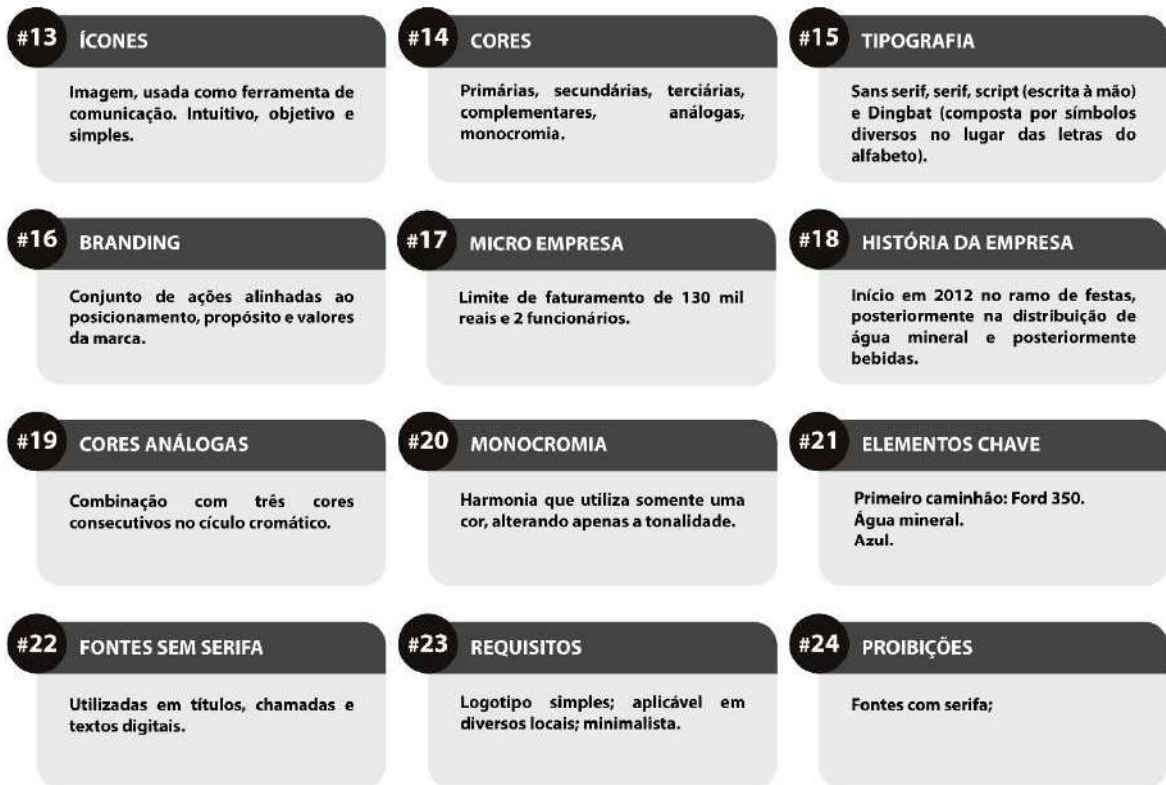 #13 ÍCONES
Imagem, usada como ferramenta de
comunicação. Intuitivo, objetivo e
simples.
#14 CORES
Primárias, secundárias, terciárias,
complementares, análogas,
monocromia.
#15 TIPOGRAFIA
Sans serif, serif, script (escrita à mão)
e Dingbat (composta por símbolos
diversos no lugar das letras do
alfabeto).
#16 BRANDING
Conjunto de ações alinhadas ao
posicionamento, propósito e valores
da marca.
#17 MICRO EMPRESA
Limite de faturamento de 130 mil
reais e 2 funcionários.
#18 HISTÓRIA DA EMPRESA
Início em 2012 no ramo de festas,
posteriormente na distribuição de
água mineral e posteriormente
bebidas.
#19 CORES ANÁLOGAS
Combinação com três cores
consecutivos no cículo cromático.
#20 MONOCROMIA
Harmonia que utiliza somente uma
cor, alterando apenas a tonalidade.
#21 ELEMENTOS CHAVE
Primeiro caminhão: Ford 350.
Água mineral.
Azul.
#22 FONTES SEM SERIFA
Utilizadas em títulos, chamadas e
textos digitais.
#23 REQUISITOS
Logotipo simples; aplicável em
diversos locais; minimalista.
#24 PROIBIÇÕES
Fontes com serifa;